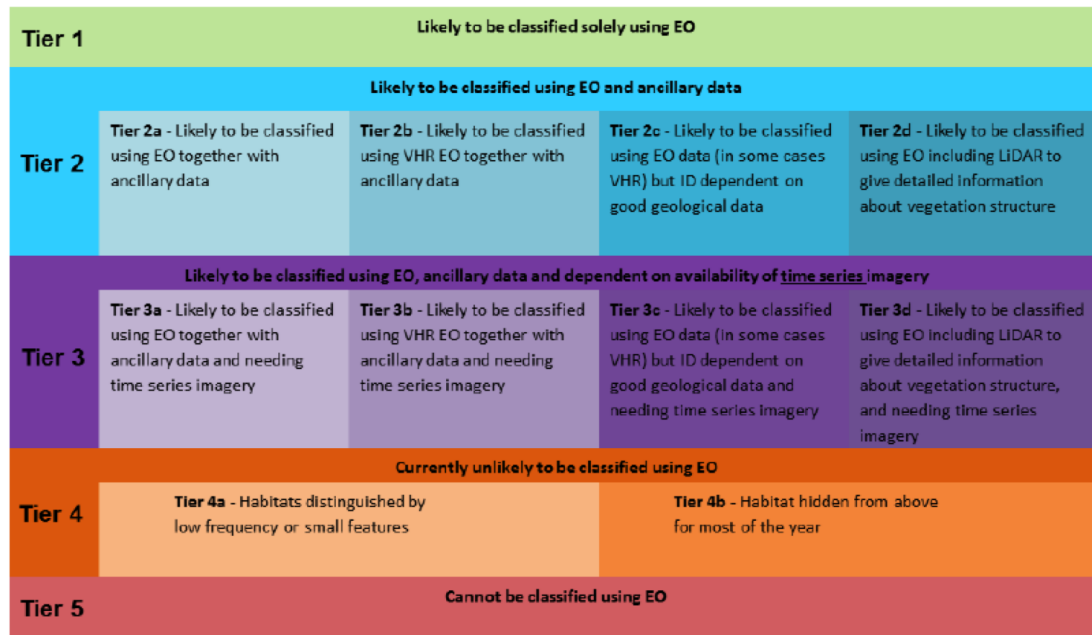 Tier 1
Likely to be classified solely using EO
Likely to be classified using EO and ancillary data
Tier 2
Tier 2a - Likely to be classified
using EO together with
ancillary data
Tier 2b - Likely to be classified
using VHR EO together with
ancillary data
Tier 2c - Likely to be classified
using EO data (in some cases
VHR) but ID dependent on
good geological data
Tier 2d - Likely to be classified
using EO including LiDAR to
give detailed information
about vegetation structure
Likely to be classified using EO, ancillary data and dependent on availability of time series imagery
Tier 3
Tier 3a - Likely to be classified
using EO together with
ancillary data and needing
time series imagery
Tier 3b - Likely to be classified
using VHR EO together with
ancillary data and needing
time series imagery
Tier 3c - Likely to be classified
using EO data (in some cases
VHR) but ID dependent on
good geological data and
needing time series imagery
Tier 3d - Likely to be classified
using EO including LiDAR to
give detailed information
about vegetation structure,
and needing time series
imagery
Currently unlikely to be classified using EO
Tier 4
Tier 4a - Habitats distinguished by
low frequency or small features
Tier 4b - Habitat hidden from above
for most of the year
Tier 5
Cannot be classified using EO